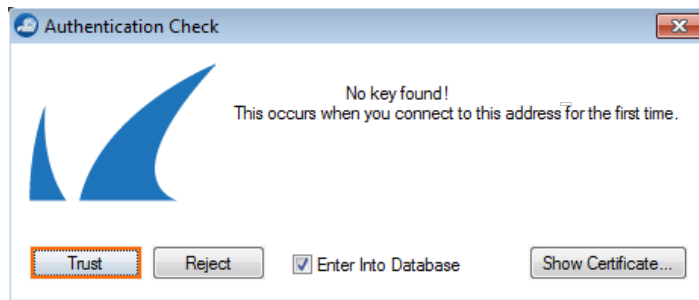 Authentication Check
No key found!
This occurs when you connect to this address for the first time.
Trust
Reject
Enter Into Database
Show Certificate...